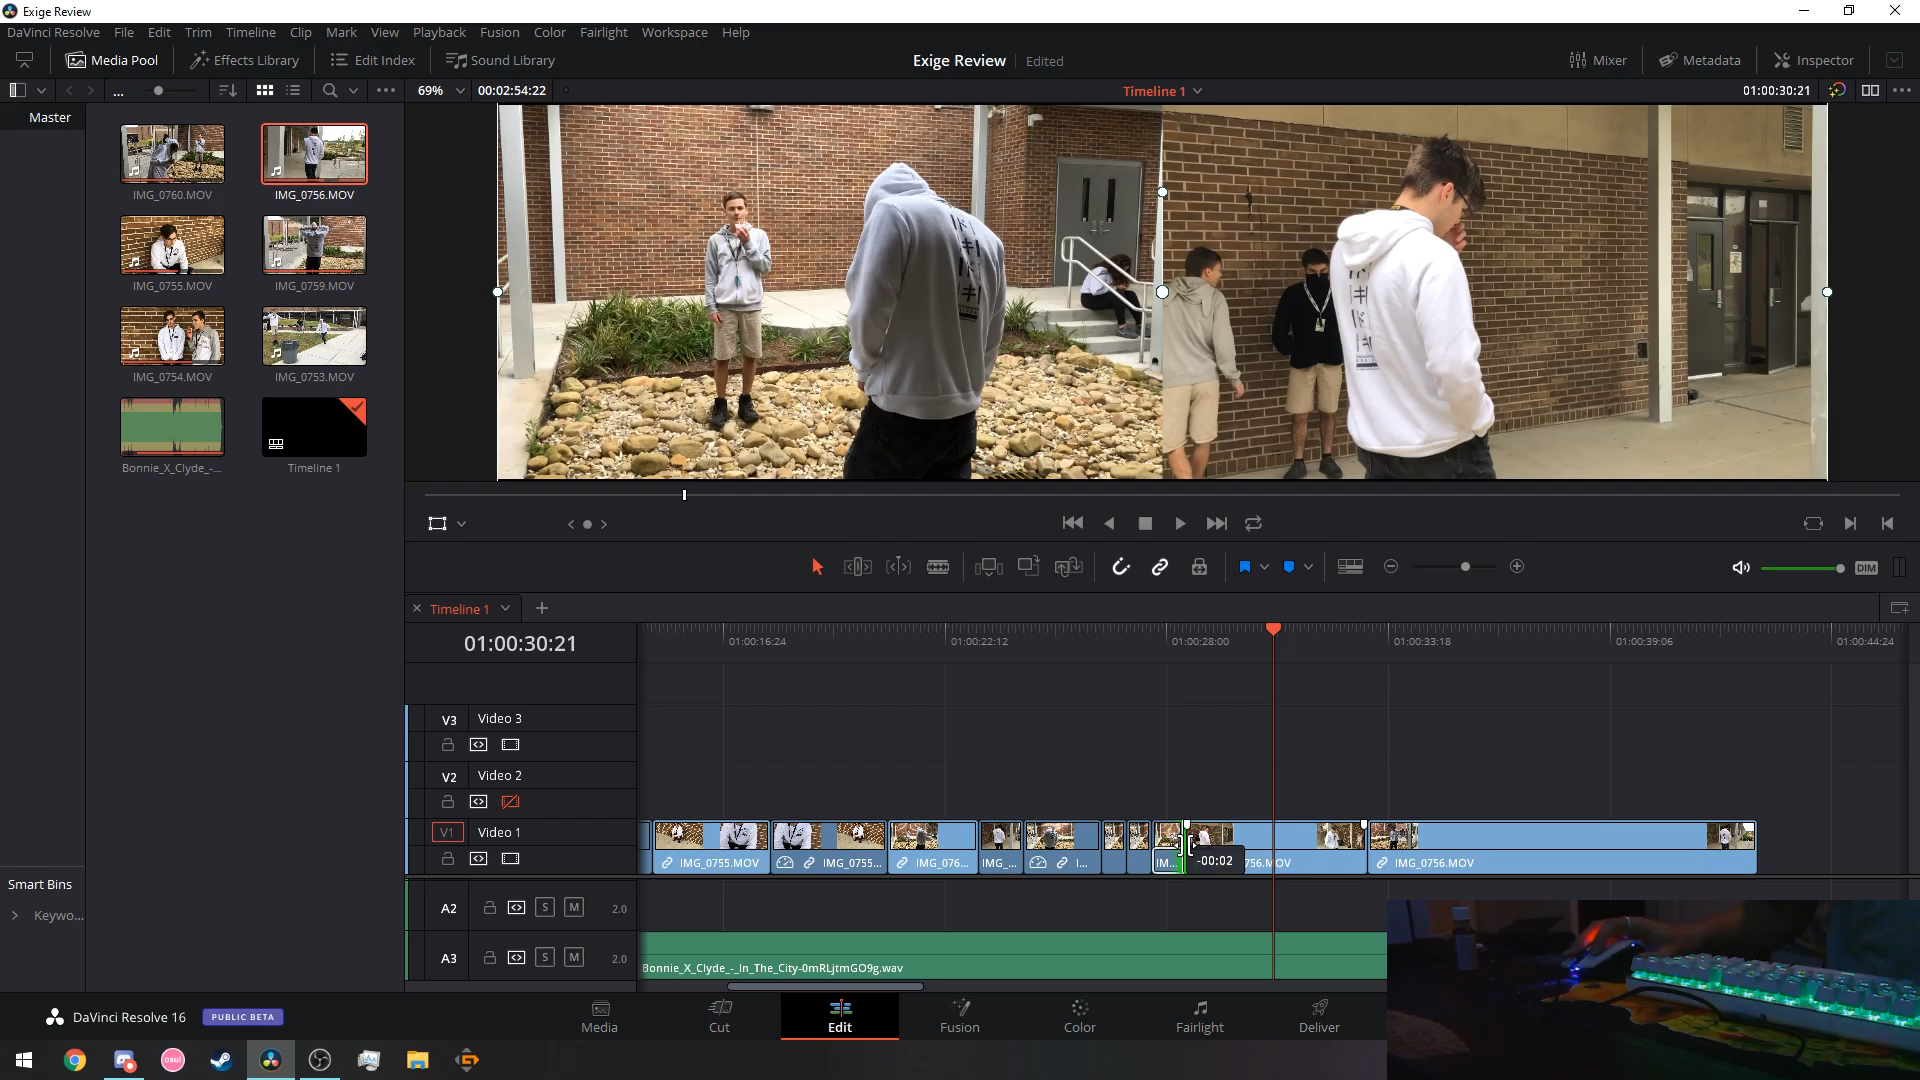 Exige Review
DaVinci Resolve File Edit Trim Timeline Clip Mark View Playback Fusion Color Fairlight Workspace Help
Media Pool Effects Library Edit Index Sound Library Exige Review Edited Mixer Metadata Inspector
... 69% 00:02:54:22 Timeline 1 01:00:30:21
Master
IMG_0760.MOV IMG_0756.MOV
IMG_0755.MOV IMG_0759.MOV
IMG_0754.MOV IMG_0753.MOV
Bonnie_X_Clyde_-... Timeline 1
DIM
Timeline 1
01:00:30:21
01:00:16:24 01:00:22:12 01:00:28:00 01:00:33:18 01:00:39:06 01:00:44:24
V3 Video 3
V2 Video 2
V1 Video 1
IMG_0755.MOV IMG_0755... IMG_076... IMG_... I... IM... -00:02 756.MOV IMG_0756.MOV
Smart Bins
Keywo...
A2 S M 2.0
A3 S M 2.0
Bonnie_X_Clyde_-_In_The_City-0mRLjtmGO9g.wav
DaVinci Resolve 16 PUBLIC BETA
Media Cut Edit Fusion Color Fairlight Deliver
osu!